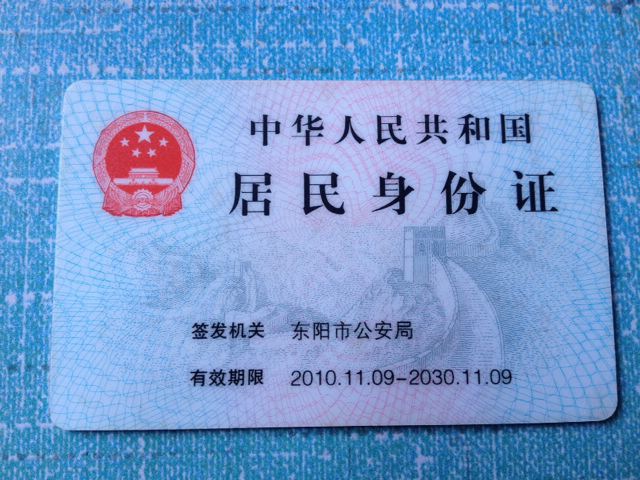 中华人民共和国
居民身份证
签发机关 东阳市公安局
有效期限 2010.11.09-2030.11.09